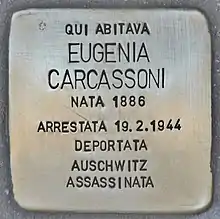 QUI ABITAVA
EUGENIA
CARCASSONI
NATA 1886
ARRESTATA 19.2.1944
DEPORTATA
AUSCHWITZ
ASSASSINATA